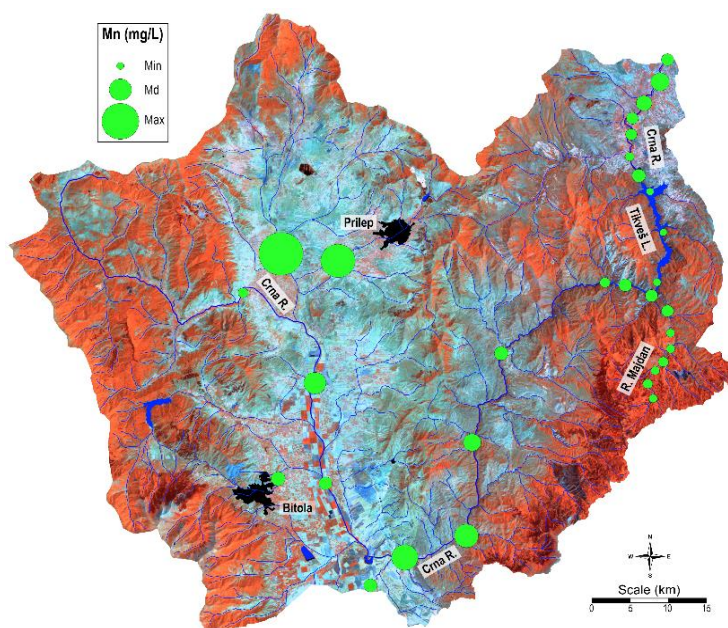 Mn (mg/L)
Min
Md
Max
Crna R.
Tikveš L.
Prilep
Crna R.
R. Majdan
Bitola
Crna R.
N
W E
S
Scale (km)
0 5 10 15